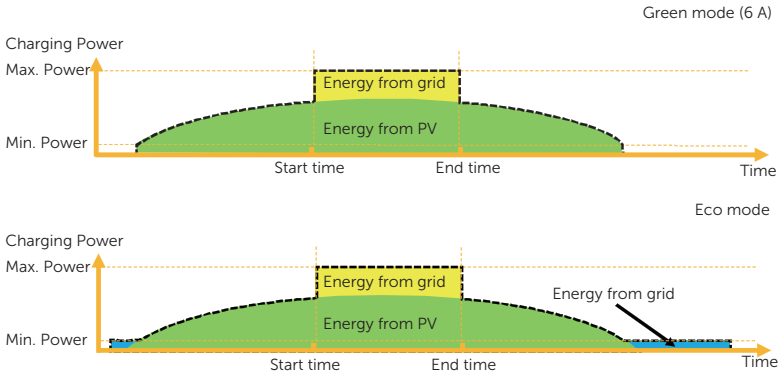 Green mode (6 A)
Charging Power
Max. Power
Energy from grid
Energy from PV
Min. Power
Start time
End time
Time
Eco mode
Charging Power
Max. Power
Energy from grid
Energy from grid
Energy from PV
Min. Power
Start time
End time
Time